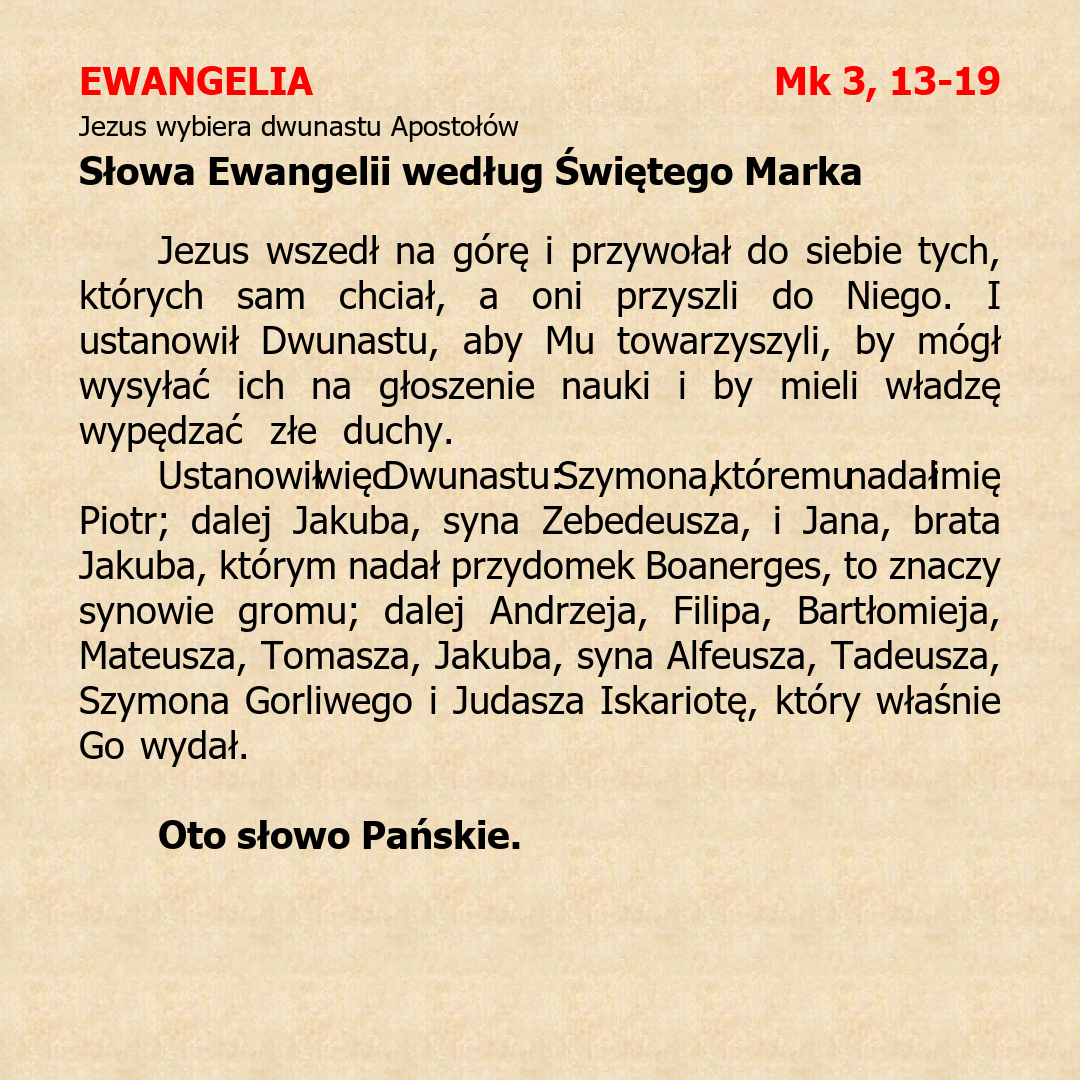 EWANGELIA Mk 3, 13-19
Jezus wybiera dwunastu Apostołów
Słowa Ewangelii według Świętego Marka
Jezus wszedł na górę i przywołał do siebie tych,
których sam chciał, a oni przyszli do Niego. I
ustanowił Dwunastu, aby Mu towarzyszyli, by mógł
wysyłać ich na głoszenie nauki i by mieli władzę
wypędzać złe duchy.
Ustanowił więc Dwunastu: Szymona, któremu nadał imię
Piotr; dalej Jakuba, syna Zebedeusza, i Jana, brata
Jakuba, którym nadał przydomek Boanerges, to znaczy
synowie gromu; dalej Andrzeja, Filipa, Bartłomieja,
Mateusza, Tomasza, Jakuba, syna Alfeusza, Tadeusza,
Szymona Gorliwego i Judasza Iskariotę, który właśnie
Go wydał.
Oto słowo Pańskie.